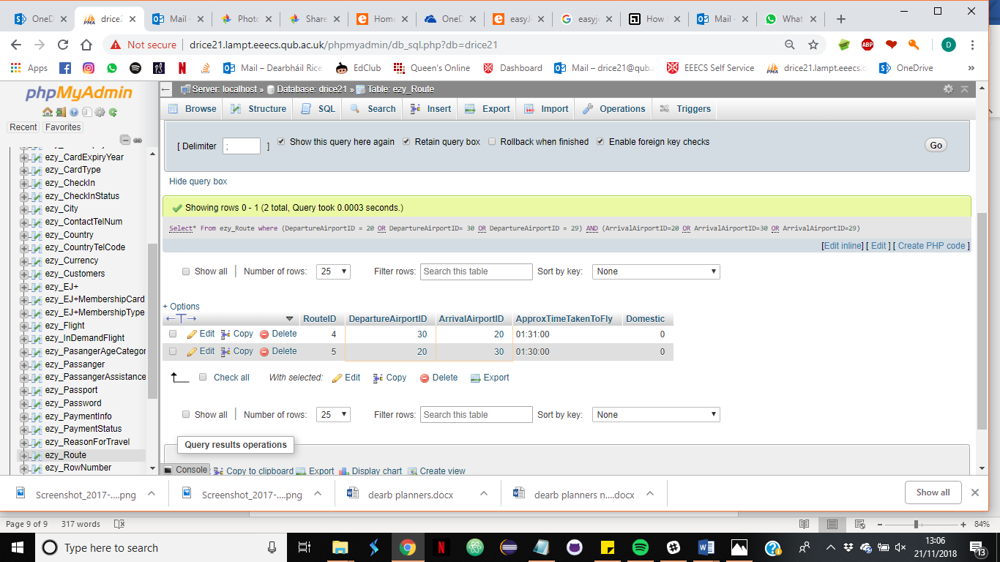 OneD
drice2
Mail -
Photo
Share
Home
OneD
easyJ
easyje
How
Mail -
What
Not secure
drice21.lampt.eeecs.qub.ac.uk/phpmyadmin/db_sql.php?db=drice21
ABP
D
Apps
Mail – Dearbháil Rice
EdClub
Queen's Online
Dashboard
Mail – drice21@qub.
EEECS Self Service
drice21.lampt.eeecs.q
OneDrive
»
phpMyAdmin
Recent
Favorites
ezy_CardExpiryYear
ezy_CardType
ezy_CheckIn
ezy_CheckInStatus
ezy_City
ezy_ContactTelNum
ezy_Country
ezy_CountryTelCode
ezy_Currency
ezy_Customers
ezy_EJ+
ezy_EJ+MembershipCard
ezy_EJ+MembershipType
ezy_Flight
ezy_InDemandFlight
ezy_PasangerAgeCategor
ezy_Passanger
ezy_PassangerAssistance
ezy_Passport
ezy_Password
ezy_PaymentInfo
ezy_PaymentStatus
ezy_ReasonForTravel
ezy_Route
ezy_RowNumber
Server: localhost » Database: drice21 » Table: ezy_Route
Browse Structure SQL Search Insert Export Import Operations Triggers
[ Delimiter ; ] Show this query here again Retain query box Rollback when finished Enable foreign key checks Go
Hide query box
Showing rows 0 - 1 (2 total, Query took 0.0003 seconds.)
Select* From ezy_Route where (DepartureAirportID = 20 OR DepartureAirportID= 30 OR DepartureAirportID = 29) AND (ArrivalAirportID=20 OR ArrivalAirportID=30 OR ArrivalAirportID=29)
[Edit inline] [ Edit ] [ Create PHP code ]
Show all Number of rows: 25 Filter rows: Search this table Sort by key: None
+ Options
RouteID DepartureAirportID ArrivalAirportID ApproxTimeTakenToFly Domestic
Edit Copy Delete 4 30 20 01:31:00 0
Edit Copy Delete 5 20 30 01:30:00 0
Check all With selected: Edit Copy Delete Export
Show all Number of rows: 25 Filter rows: Search this table Sort by key: None
Query results operations
Console Copy to clipboard Export Display chart Create view
Screenshot_2017-....png
Screenshot_2017-....png
dearb planners.docx
dearb planners n....docx
Show all
Page 9 of 9 317 words
84%
Type here to search
13:06
21/11/2018
13